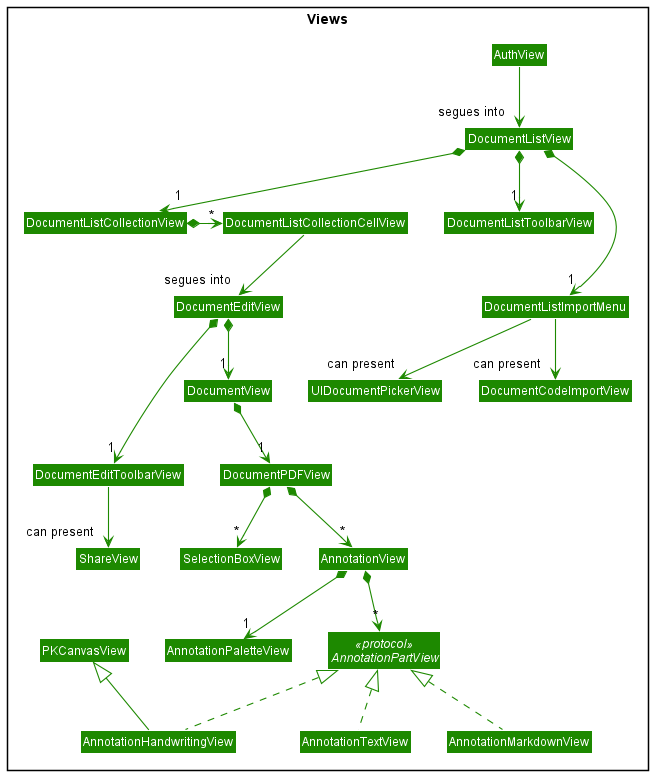 Views
AuthView
segues into
DocumentListView
1
*
1
DocumentListCollectionView
DocumentListCollectionCellView
DocumentListToolbarView
segues into
1
DocumentEditView
DocumentListImportMenu
1
can present
can present
DocumentView
UIDocumentPickerView
DocumentCodeImportView
1
1
DocumentEditToolbarView
DocumentPDFView
can present
*
*
ShareView
SelectionBoxView
AnnotationView
1
*
PKCanvasView
AnnotationPaletteView
«protocol»
AnnotationPartView
AnnotationHandwritingView
AnnotationTextView
AnnotationMarkdownView